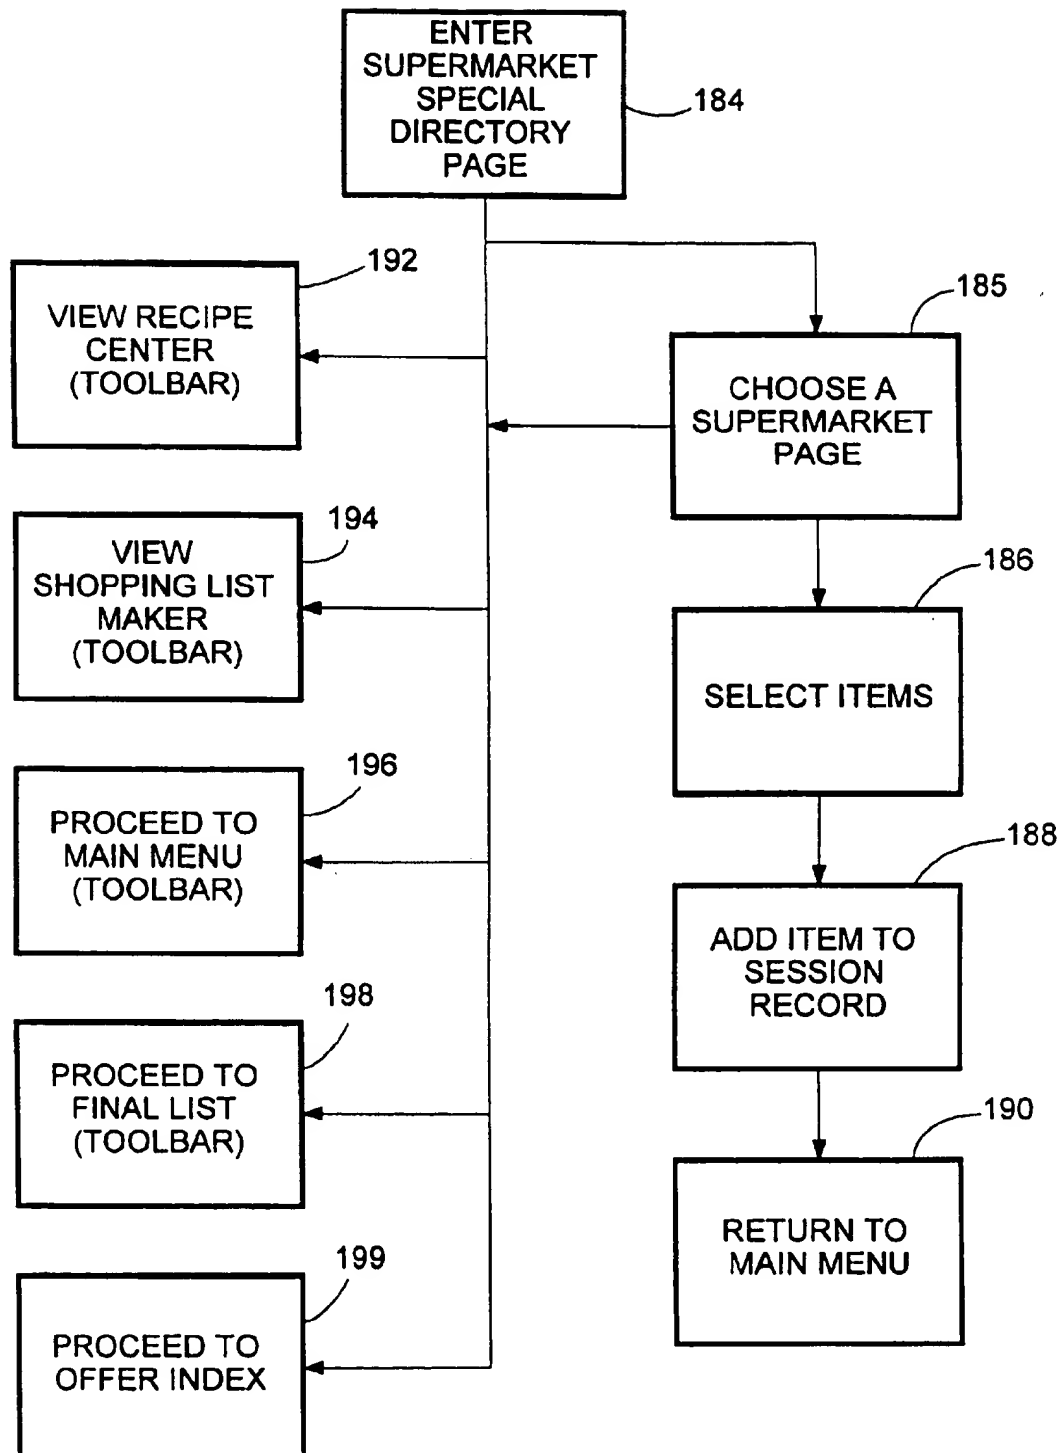 ENTER
SUPERMARKET
SPECIAL
DIRECTORY
PAGE
184
192
VIEW RECIPE
CENTER
(TOOLBAR)
185
CHOOSE A
SUPERMARKET
PAGE
194
VIEW
SHOPPING LIST
MAKER
(TOOLBAR)
186
SELECT ITEMS
196
PROCEED TO
MAIN MENU
(TOOLBAR)
188
ADD ITEM TO
SESSION
RECORD
198
PROCEED TO
FINAL LIST
(TOOLBAR)
190
RETURN TO
MAIN MENU
199
PROCEED TO
OFFER INDEX